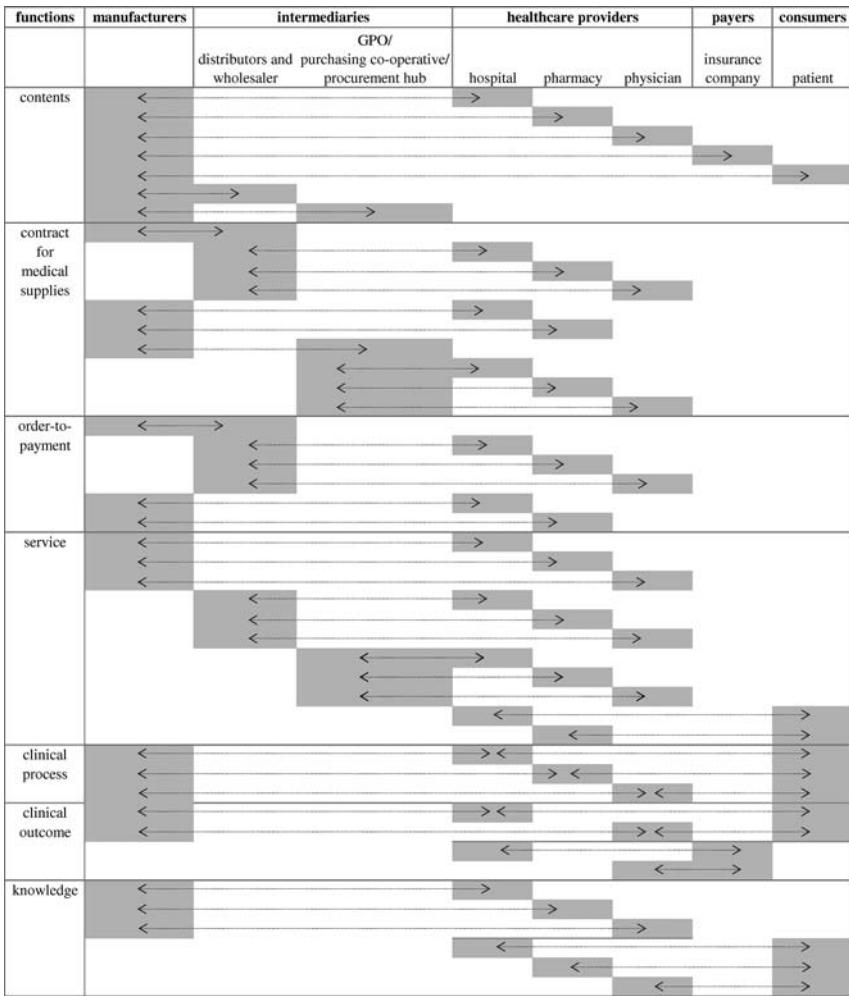 functions manufacturers intermediaries healthcare providers payers consumers
GPO/
distributors and purchasing co-operative/ insurance
wholesaler procurement hub hospital pharmacy physician company patient
contents
contract
for
medical
supplies
order-to-
payment
service
clinical
process
clinical
outcome
knowledge